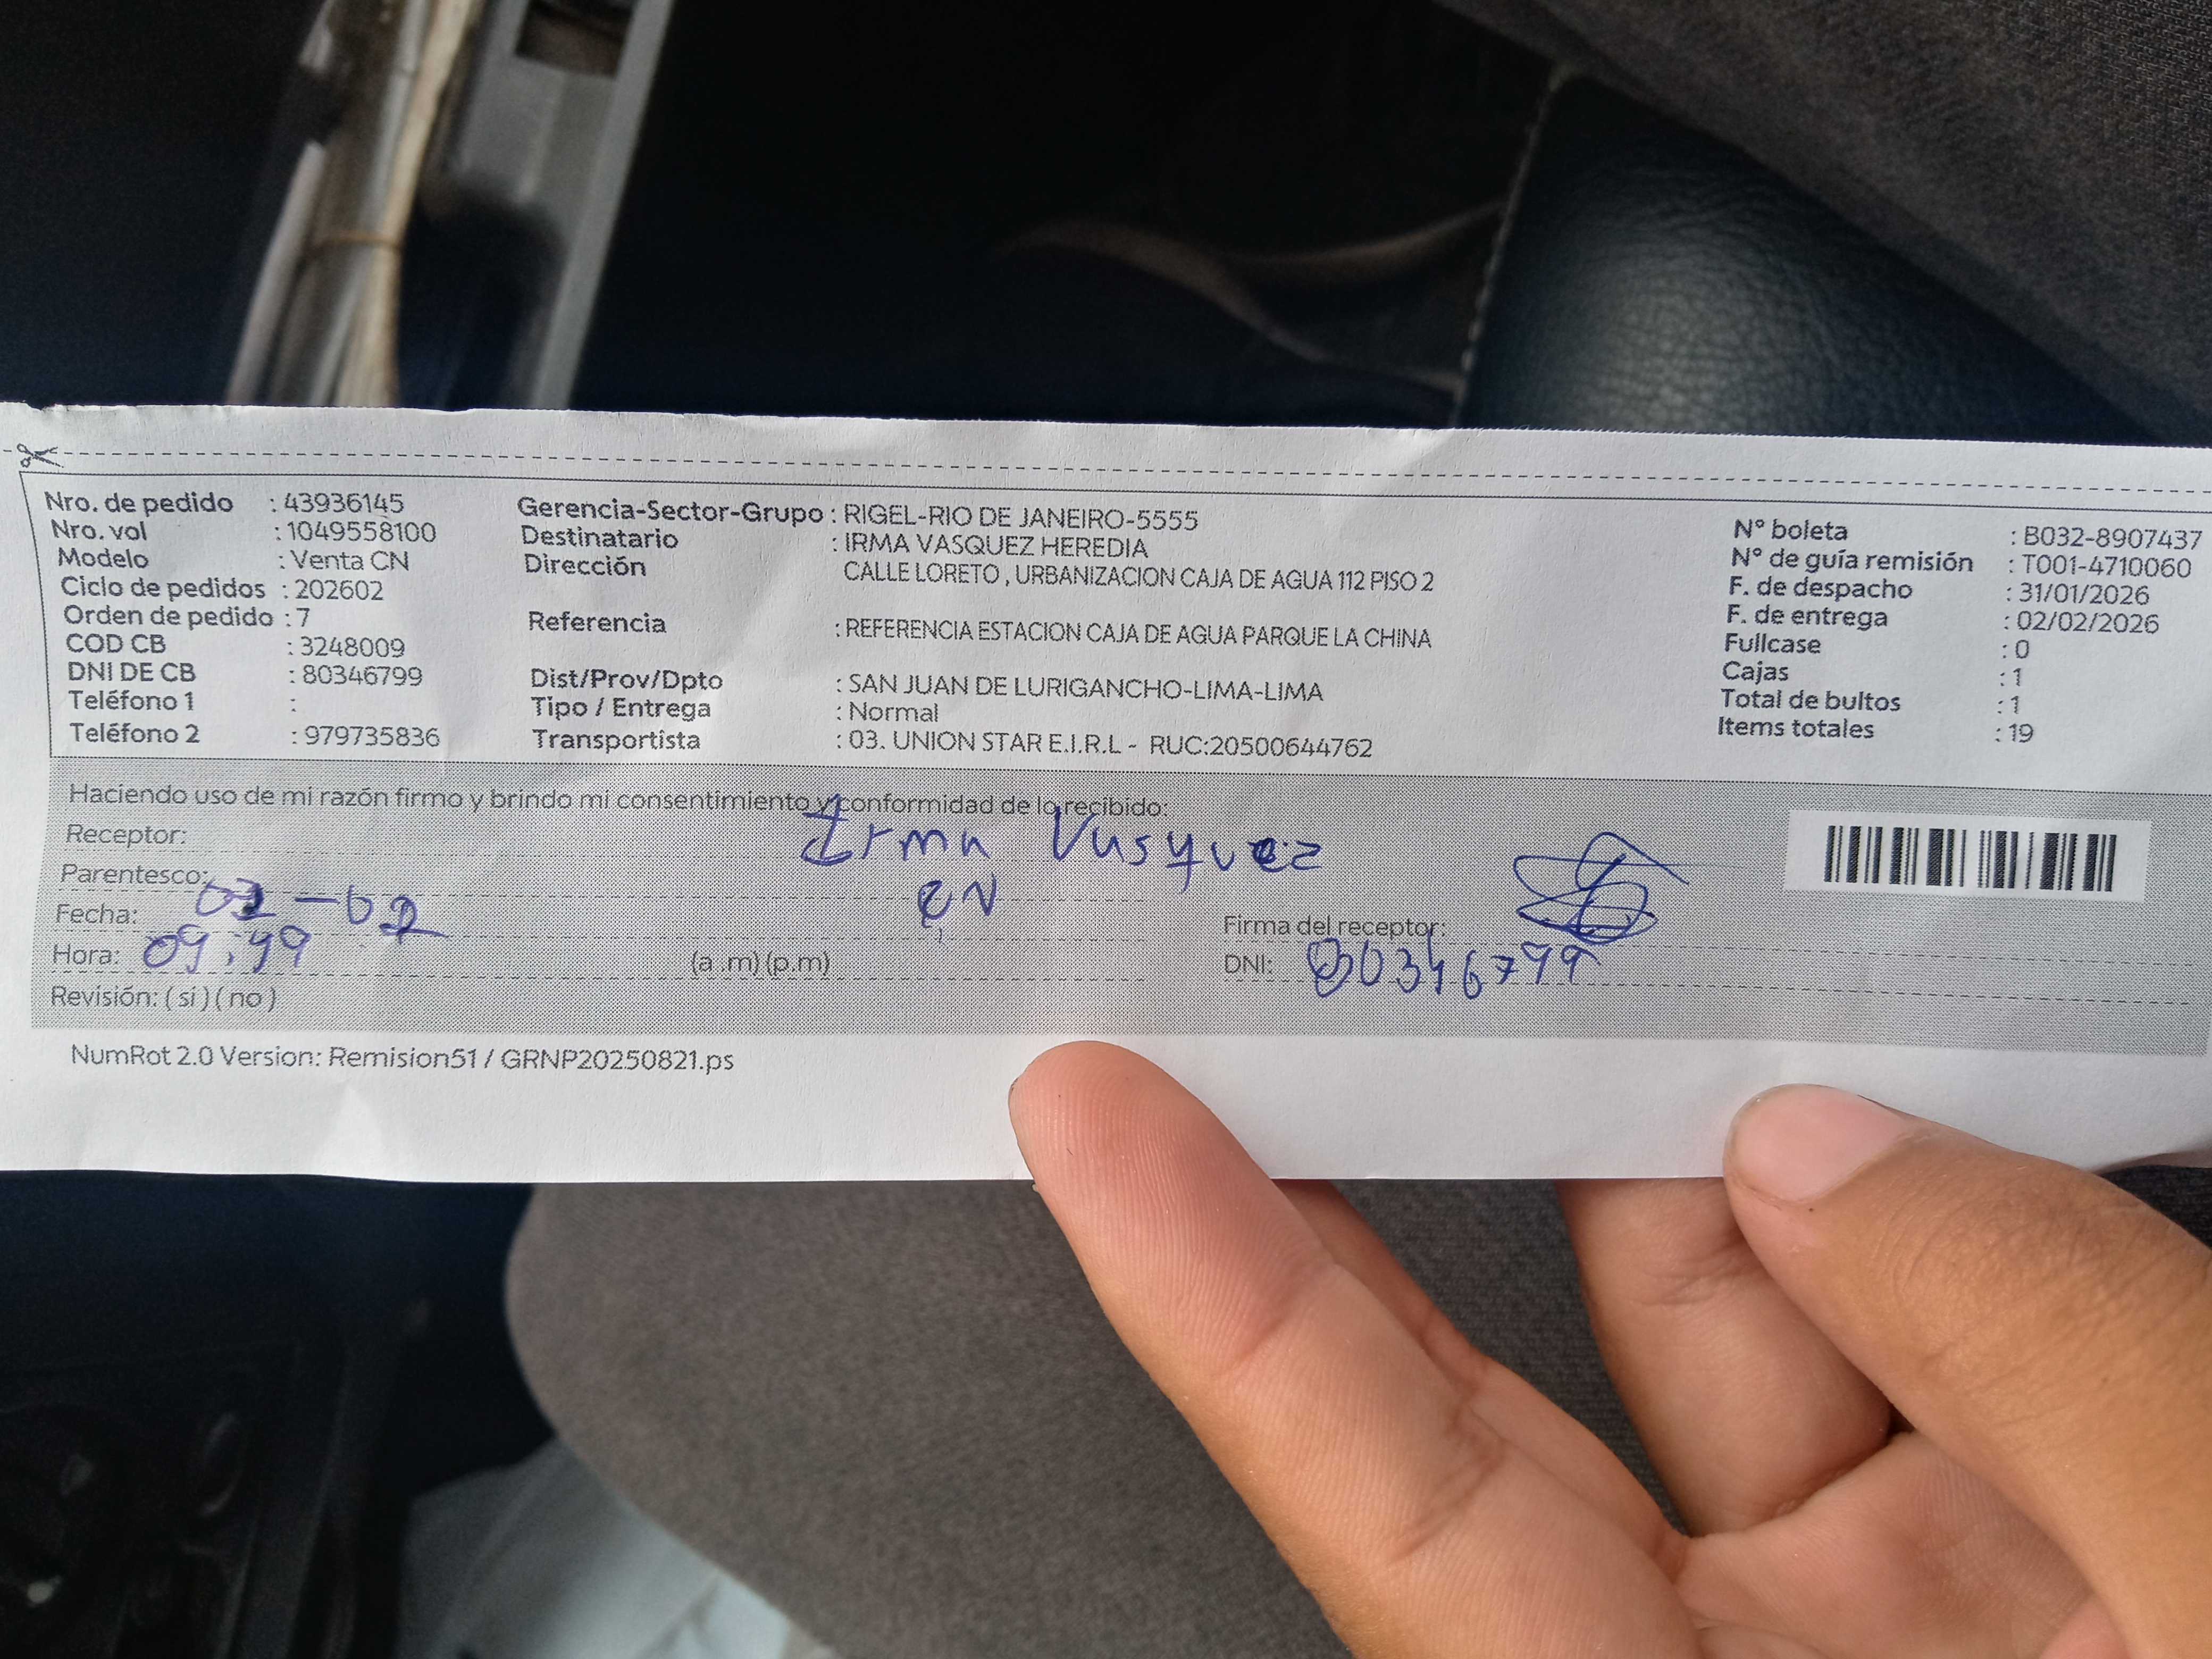 Nro. de pedido : 43936145
Nro. vol : 1049558100
Modelo : Venta CN
Ciclo de pedidos : 202602
Orden de pedido : 7
COD CB : 3248009
DNI DE CB : 80346799
Teléfono 1 :
Teléfono 2 : 979735836
Gerencia-Sector-Grupo : RIGEL-RIO DE JANEIRO-5555
Destinatario : IRMA VASQUEZ HEREDIA
Dirección CALLE LORETO , URBANIZACION CAJA DE AGUA 112 PISO 2
Referencia : REFERENCIA ESTACION CAJA DE AGUA PARQUE LA CHINA
Dist/Prov/Dpto : SAN JUAN DE LURIGANCHO-LIMA-LIMA
Tipo / Entrega : Normal
Transportista : 03. UNION STAR E.I.R.L - RUC:20500644762
N° boleta : B032-8907437
N° de guía remisión : T001-4710060
F. de despacho : 31/01/2026
F. de entrega : 02/02/2026
Fullcase : 0
Cajas : 1
Total de bultos : 1
Items totales : 19
Haciendo uso de mi razón firmo y brindo mi consentimiento y conformidad de lo recibido:
Receptor: Irma Vasquez
Parentesco: CN
Fecha: 02-02
Firma del receptor:
Hora: 09:49 (a .m) (p.m)
DNI: 80346799
Revisión: ( si ) ( no )
NumRot 2.0 Version: Remision51 / GRNP20250821.ps